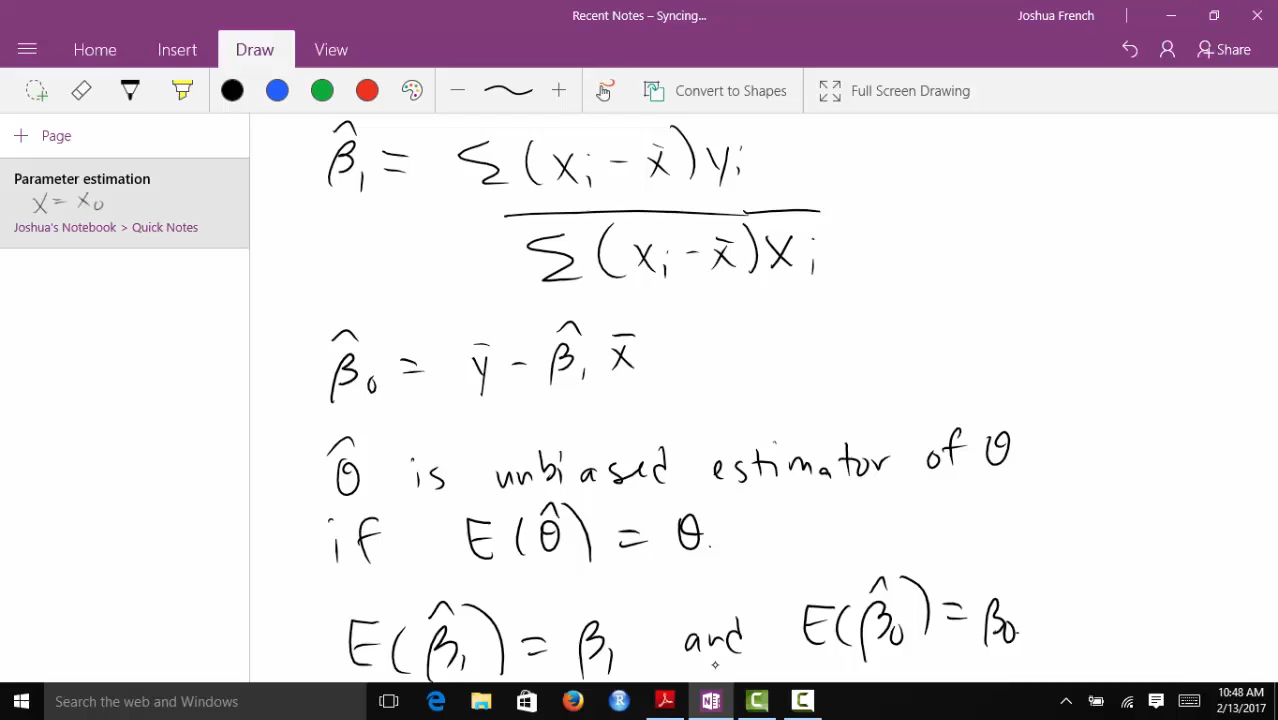 Recent Notes – Syncing...
Joshua French
Home Insert Draw View
Share
Convert to Shapes
Full Screen Drawing
+ Page
Parameter estimation
x = x₀
Joshua's Notebook > Quick Notes
β̂₁ = Σ(xᵢ - x̄)yᵢ
Σ(xᵢ - x̄)xᵢ
β̂₀ = ȳ - β̂₁ x̄
θ̂ is unbiased estimator of θ
if E(θ̂) = θ.
E(β̂₁) = β₁ and E(β̂₀) = β₀.
Search the web and Windows
10:48 AM
2/13/2017